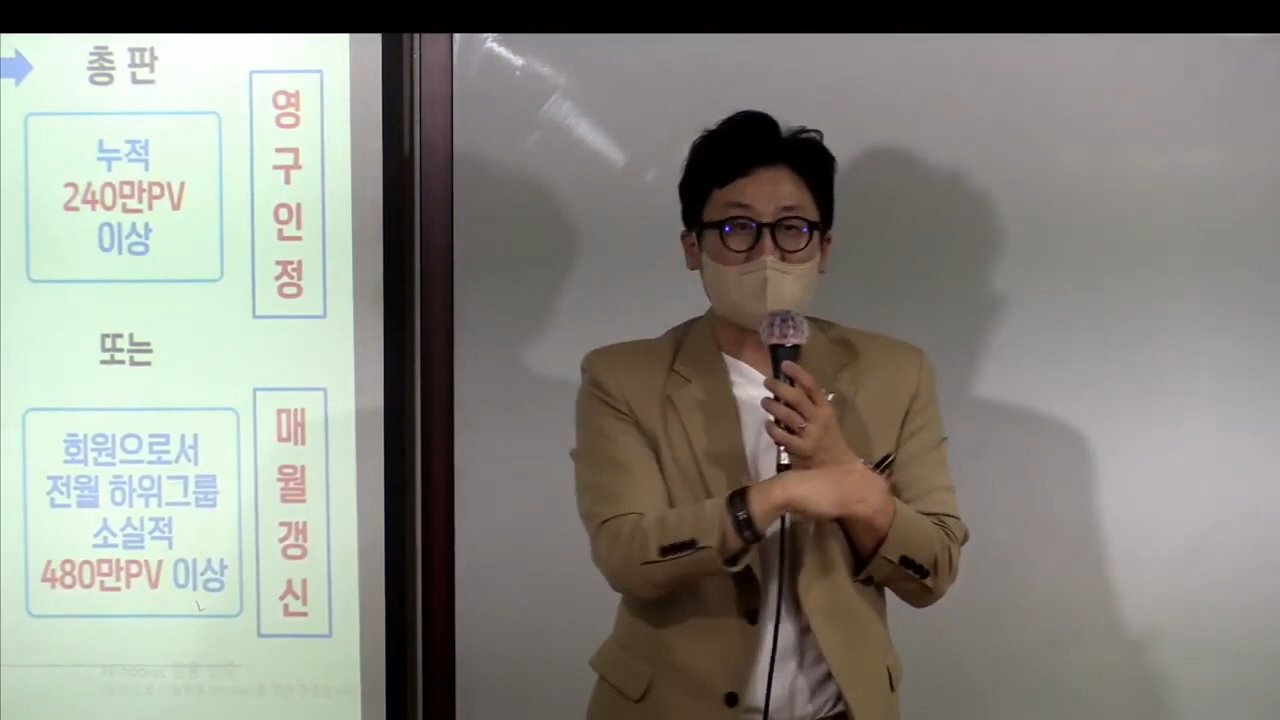 총 판
누적
240만PV
이상
영
구
인
정
또는
회원으로서
전월 하위그룹
소실적
480만PV 이상
매
월
갱
신